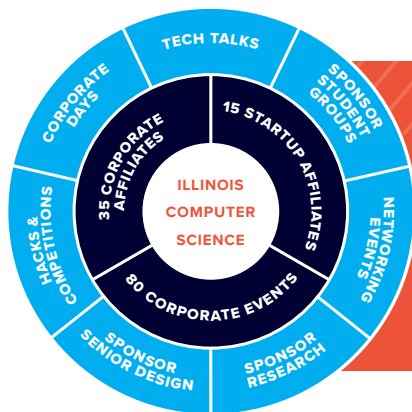 TECH TALKS
SPONSOR
STUDENT
GROUPS
NETWORKING
EVENTS
SPONSOR
RESEARCH
SPONSOR
SENIOR DESIGN
HACKS &
COMPETITIONS
CORPORATE
DAYS
35 CORPORATE
AFFILIATES
15 STARTUP AFFILIATES
80 CORPORATE EVENTS
ILLINOIS
COMPUTER
SCIENCE